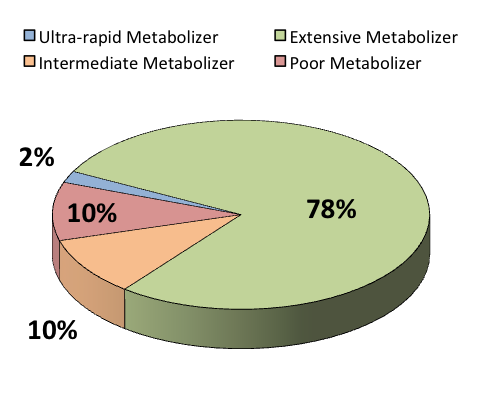 Ultra-rapid Metabolizer Extensive Metabolizer
Intermediate Metabolizer Poor Metabolizer
2%
10%
78%
10%